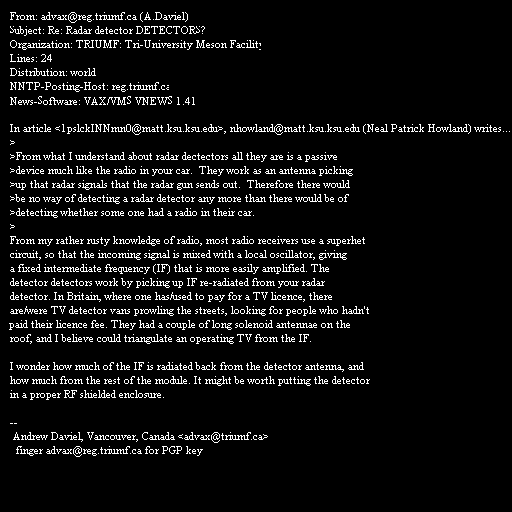 From: advax@reg.triumf.ca (A.Daviel)
Subject: Re: Radar detector DETECTORS?
Organization: TRIUMF: Tri-University Meson Facility
Lines: 24
Distribution: world
NNTP-Posting-Host: reg.triumf.ca
News-Software: VAX/VMS VNEWS 1.41

In article <1pslckINNmn0@matt.ksu.ksu.edu>, nhowland@matt.ksu.ksu.edu (Neal Patrick Howland) writes...
>
>From what I understand about radar dectectors all they are is a passive
>device much like the radio in your car.  They work as an antenna picking
>up that radar signals that the radar gun sends out.  Therefore there would
>be no way of detecting a radar detector any more than there would be of
>detecting whether some one had a radio in their car.
>
From my rather rusty knowledge of radio, most radio receivers use a superhet
circuit, so that the incoming signal is mixed with a local oscillator, giving
a fixed intermediate frequency (IF) that is more easily amplified. The
detector detectors work by picking up IF re-radiated from your radar
detector. In Britain, where one has/used to pay for a TV licence, there
are/were TV detector vans prowling the streets, looking for people who hadn't
paid their licence fee. They had a couple of long solenoid antennae on the
roof, and I believe could triangulate an operating TV from the IF.

I wonder how much of the IF is radiated back from the detector antenna, and
how much from the rest of the module. It might be worth putting the detector
in a proper RF shielded enclosure.

--
Andrew Daviel, Vancouver, Canada <advax@triumf.ca>
finger advax@reg.triumf.ca for PGP key